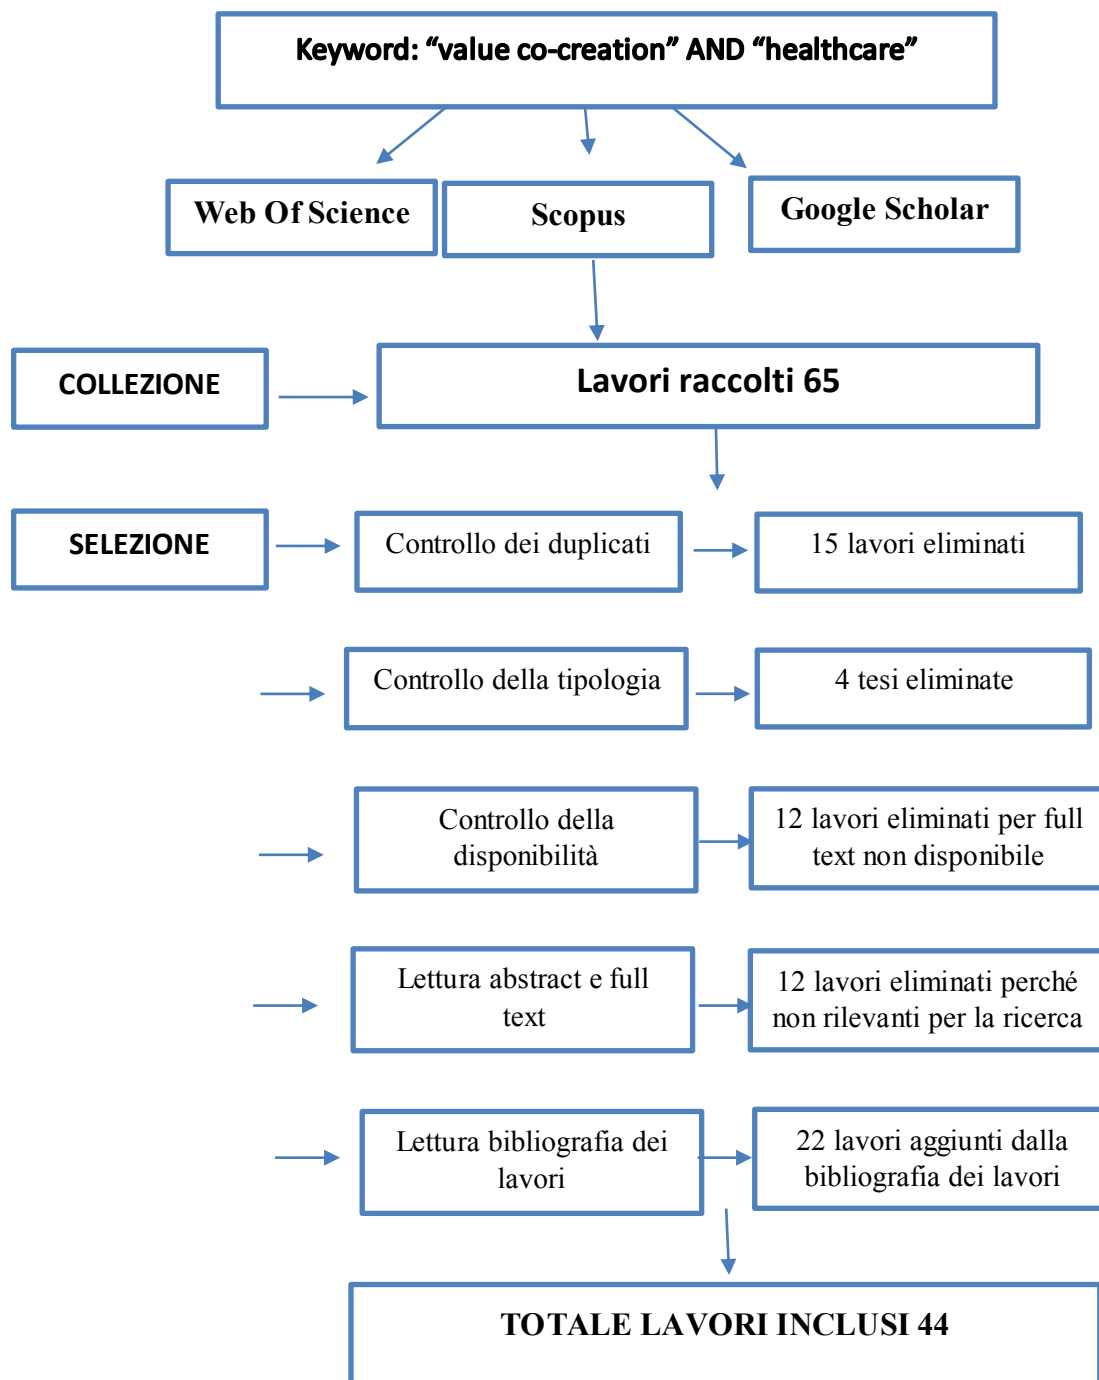 Keyword: “value co-creation” AND “healthcare”
Web Of Science
Scopus
Google Scholar
COLLEZIONE
Lavori raccolti 65
SELEZIONE
Controllo dei duplicati
15 lavori eliminati
Controllo della tipologia
4 tesi eliminate
Controllo della
disponibilità
12 lavori eliminati per full
text non disponibile
Lettura abstract e full
text
12 lavori eliminati perché
non rilevanti per la ricerca
Lettura bibliografia dei
lavori
22 lavori aggiunti dalla
bibliografia dei lavori
TOTALE LAVORI INCLUSI 44